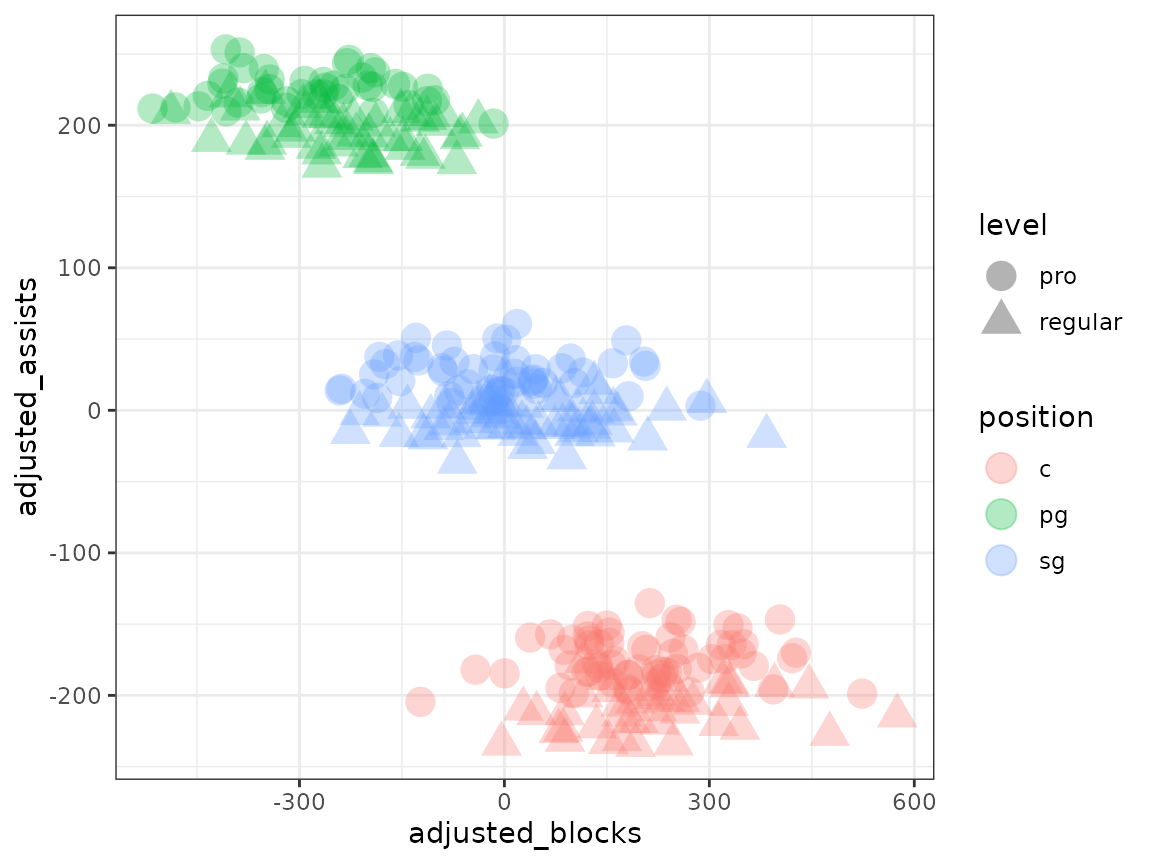 adjusted_assists
200
100
0
-100
-200
-300
0
300
600
adjusted_blocks
level
pro
regular
position
c
pg
sg